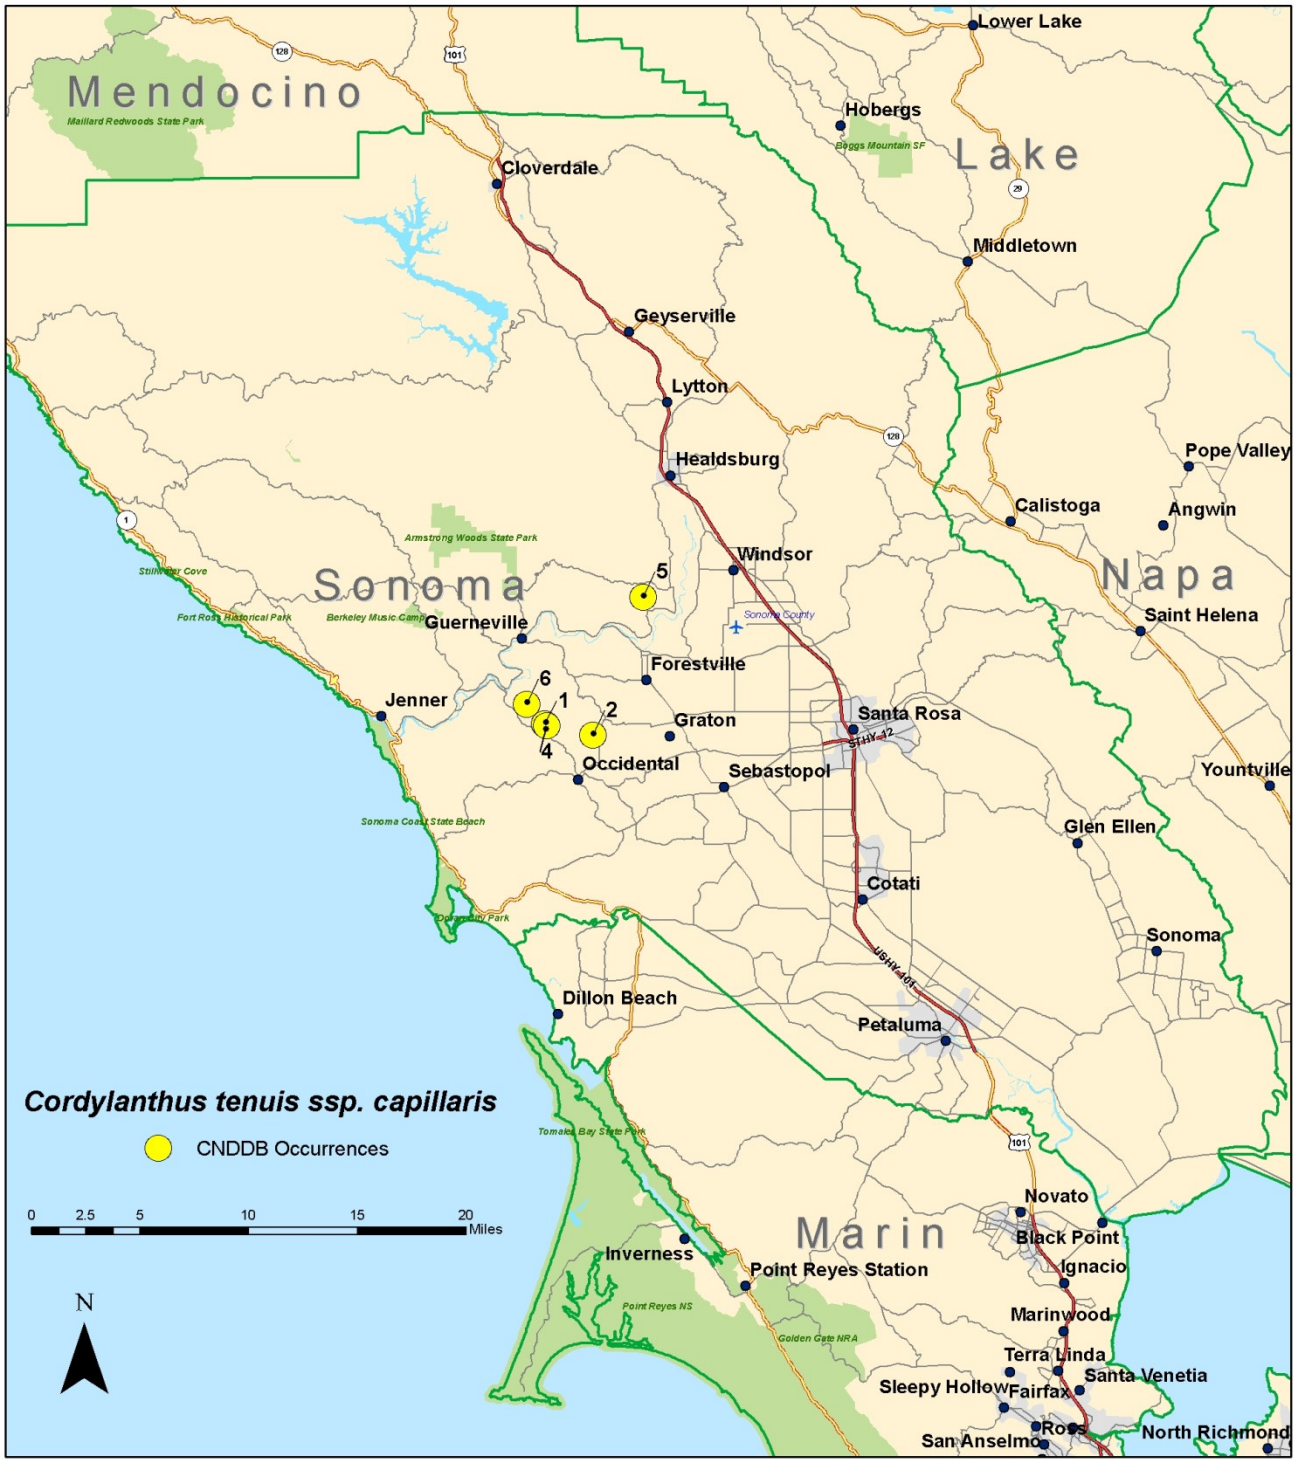 Lower Lake
128
101
Mendocino
Maillard Redwoods State Park
Hobergs
Boggs Mountain SF
Lake
Cloverdale
29
Middletown
Geyserville
Lytton
128
Healdsburg
Pope Valley
Calistoga
Angwin
1
Armstrong Woods State Park
Windsor
Stillwater Cove
5
Sonoma
Napa
Fort Ross Historical Park
Berkeley Music Camp
Guerneville
Sonoma County
Saint Helena
Forestville
6
Jenner
1
2
Graton
Santa Rosa
STHY 12
4
Occidental
Sebastopol
Yountville
Sonoma Coast State Beach
Glen Ellen
Cotati
Doran City Park
Sonoma
USHY 101
Dillon Beach
Petaluma
Cordylanthus tenuis ssp. capillaris
Tomales Bay State Park
CNDDB Occurrences
101
0 2.5 5 10 15 20
Miles
Novato
Marin
Black Point
Inverness
Point Reyes Station
Ignacio
N
Point Reyes NS
Marinwood
Golden Gate NRA
Terra Linda
Santa Venetia
Sleepy Hollow
Fairfax
Ross
North Richmond
San Anselmo